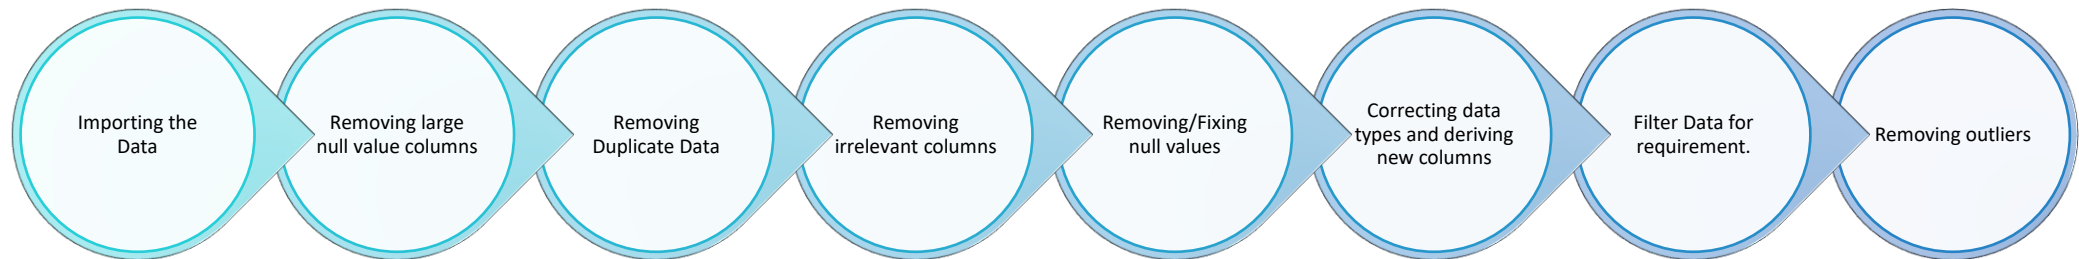 Importing the
Data
Removing large
null value columns
Removing
Duplicate Data
Removing
irrelevant columns
Removing/Fixing
null values
Correcting data
types and deriving
new columns
Filter Data for
requirement.
Removing outliers